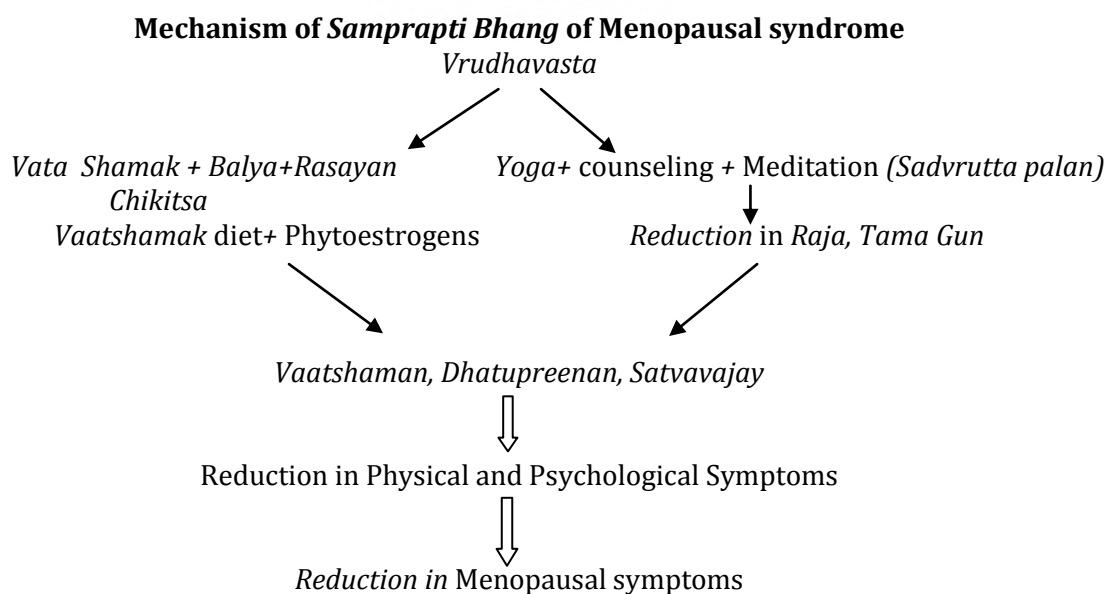 Mechanism of Samprapti Bhang of Menopausal syndrome
Vrudhavasta
Vata Shamak + Balya+Rasayan
Chikitsa
Vaatshamak diet+ Phytoestrogens
Yoga+ counseling + Meditation (Sadvrutta palan)
Reduction in Raja, Tama Gun
Vaatshaman, Dhatupreenan, Satvavajay
Reduction in Physical and Psychological Symptoms
Reduction in Menopausal symptoms